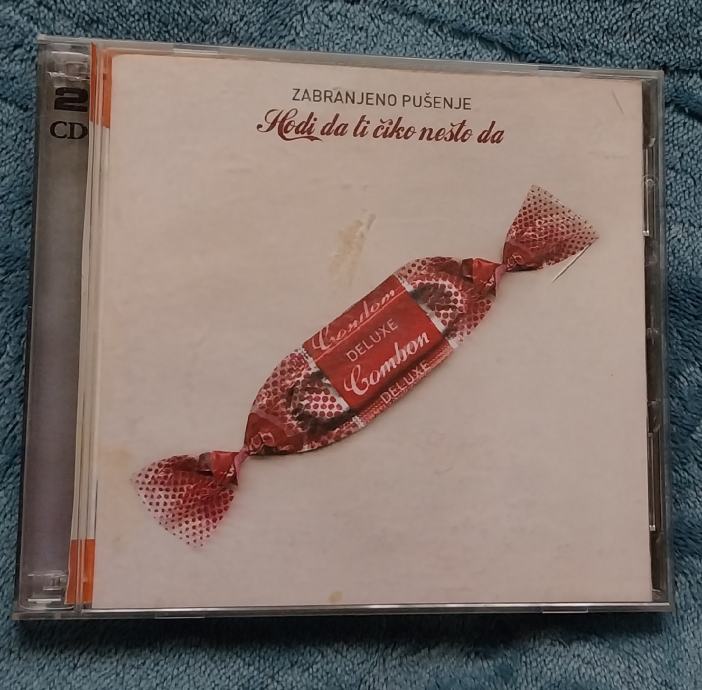 2
CD
ZABRANJENO PUŠENJE
Hodi da ti čiko nešto da
Condom
DELUXE
Combon
DELUXE